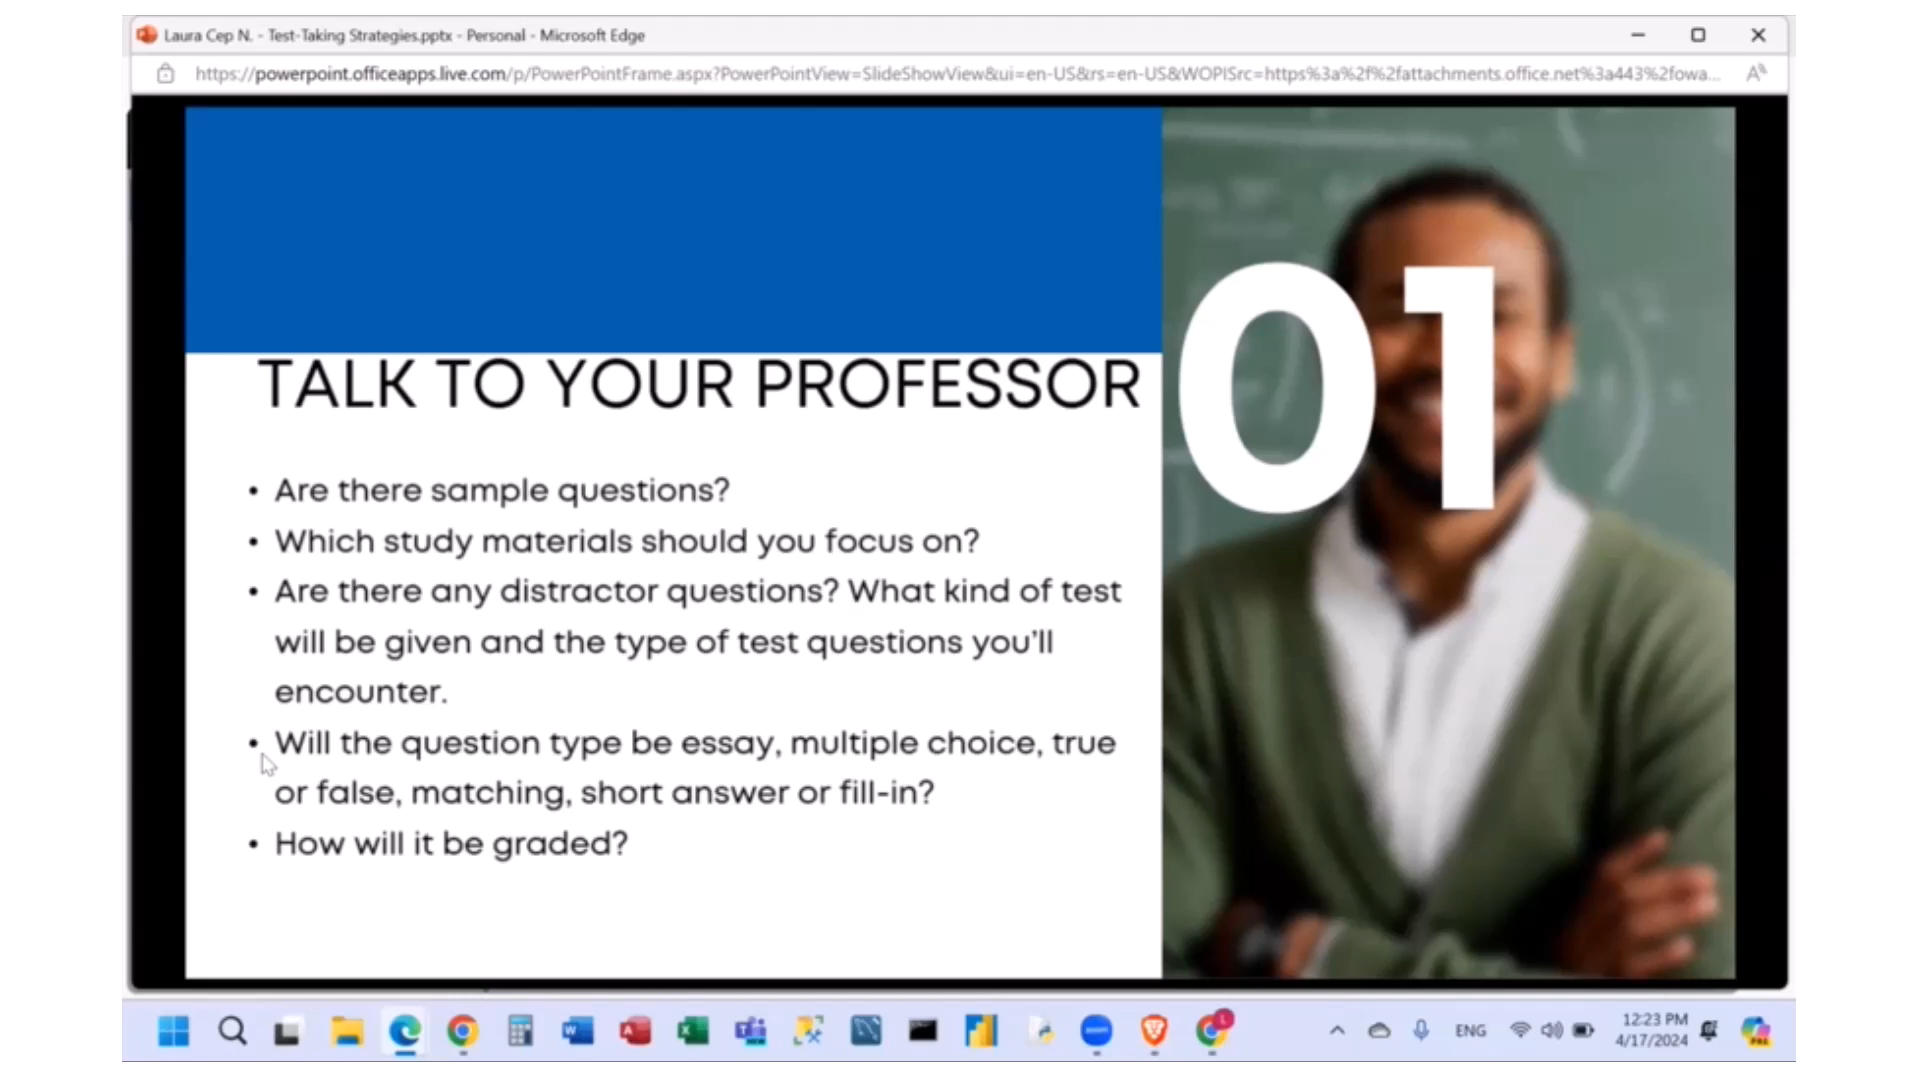 Laura Cep N. - Test-Taking Strategies.pptx - Personal - Microsoft Edge
https://powerpoint.officeapps.live.com/p/PowerPointFrame.aspx?PowerPointView=SlideShowView&ui=en-US&rs=en-US&WOPISrc=https%3a%2f%2fattachments.office.net%3a443%2fowa...
01
TALK TO YOUR PROFESSOR
• Are there sample questions?
• Which study materials should you focus on?
• Are there any distractor questions? What kind of test
will be given and the type of test questions you'll
encounter.
• Will the question type be essay, multiple choice, true
or false, matching, short answer or fill-in?
• How will it be graded?
ENG
12:23 PM
4/17/2024